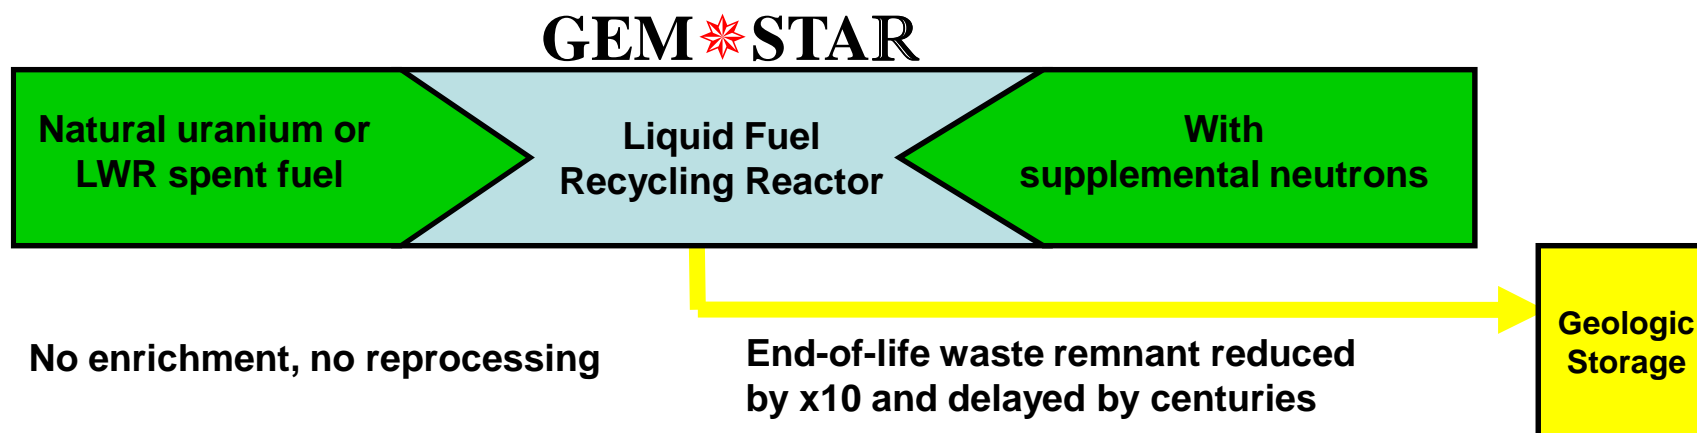 GEM✴STAR
Natural uranium or
LWR spent fuel
Liquid Fuel
Recycling Reactor
With
supplemental neutrons
No enrichment, no reprocessing
End-of-life waste remnant reduced
by x10 and delayed by centuries
Geologic
Storage